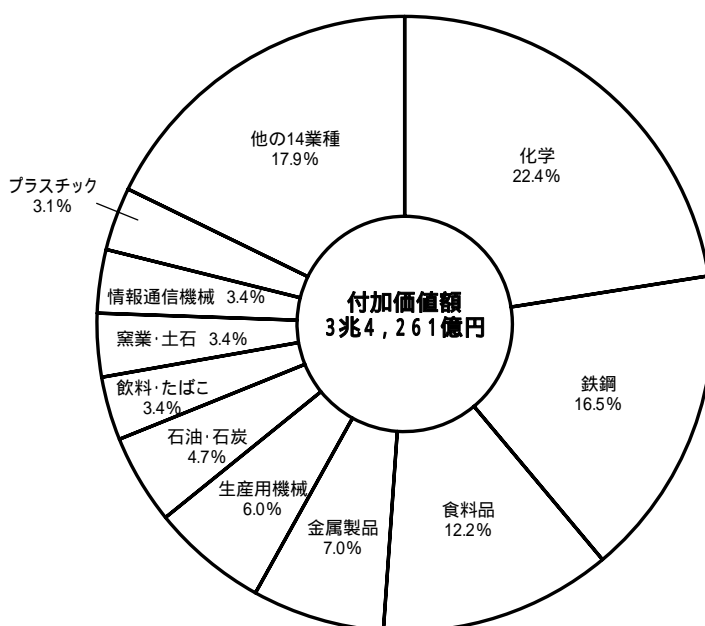 他の14業種
17.9%
化学
22.4%
プラスチック
3.1%
情報通信機械 3.4%
付加価値額
3兆4,261億円
窯業・土石 3.4%
鉄鋼
16.5%
飲料・たばこ
3.4%
石油・石炭
4.7%
生産用機械
6.0%
金属製品
7.0%
食料品
12.2%